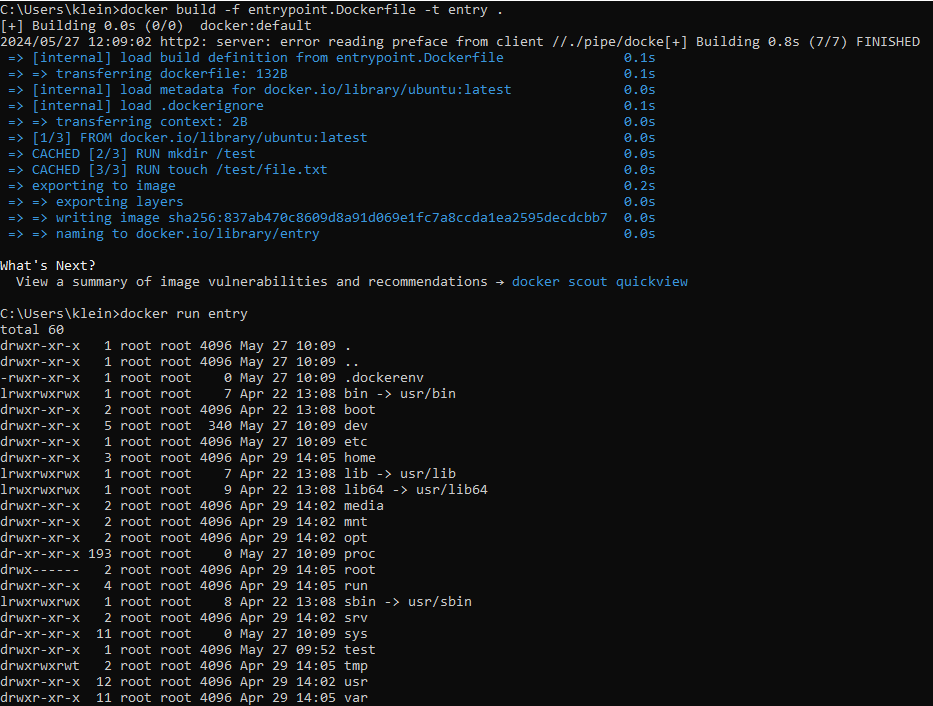 C:\Users\klein>docker build -f entrypoint.Dockerfile -t entry .
[+] Building 0.0s (0/0)  docker:default
2024/05/27 12:09:02 http2: server: error reading preface from client //./pipe/docke[+] Building 0.8s (7/7) FINISHED
=> [internal] load build definition from entrypoint.Dockerfile 0.1s
=> => transferring dockerfile: 132B 0.1s
=> [internal] load metadata for docker.io/library/ubuntu:latest 0.0s
=> [internal] load .dockerignore 0.1s
=> => transferring context: 2B 0.0s
=> [1/3] FROM docker.io/library/ubuntu:latest 0.0s
=> CACHED [2/3] RUN mkdir /test 0.0s
=> CACHED [3/3] RUN touch /test/file.txt 0.0s
=> exporting to image 0.2s
=> => exporting layers 0.0s
=> => writing image sha256:837ab470c8609d8a91d069e1fc7a8ccda1ea2595decdcbb7 0.0s
=> => naming to docker.io/library/entry 0.0s
What's Next?
View a summary of image vulnerabilities and recommendations → docker scout quickview
C:\Users\klein>docker run entry
total 60
drwxr-xr-x   1 root root 4096 May 27 10:09 .
drwxr-xr-x   1 root root 4096 May 27 10:09 ..
-rwxr-xr-x   1 root root    0 May 27 10:09 .dockerenv
lrwxrwxrwx   1 root root    7 Apr 22 13:08 bin -> usr/bin
drwxr-xr-x   2 root root 4096 Apr 22 13:08 boot
drwxr-xr-x   5 root root  340 May 27 10:09 dev
drwxr-xr-x   1 root root 4096 May 27 10:09 etc
drwxr-xr-x   3 root root 4096 Apr 29 14:05 home
lrwxrwxrwx   1 root root    7 Apr 22 13:08 lib -> usr/lib
lrwxrwxrwx   1 root root    9 Apr 22 13:08 lib64 -> usr/lib64
drwxr-xr-x   2 root root 4096 Apr 29 14:02 media
drwxr-xr-x   2 root root 4096 Apr 29 14:02 mnt
drwxr-xr-x   2 root root 4096 Apr 29 14:02 opt
dr-xr-xr-x 193 root root    0 May 27 10:09 proc
drwx------   2 root root 4096 Apr 29 14:05 root
drwxr-xr-x   4 root root 4096 Apr 29 14:05 run
lrwxrwxrwx   1 root root    8 Apr 22 13:08 sbin -> usr/sbin
drwxr-xr-x   2 root root 4096 Apr 29 14:02 srv
dr-xr-xr-x  11 root root    0 May 27 10:09 sys
drwxr-xr-x   1 root root 4096 May 27 09:52 test
drwxrwxrwt   2 root root 4096 Apr 29 14:05 tmp
drwxr-xr-x  12 root root 4096 Apr 29 14:02 usr
drwxr-xr-x  11 root root 4096 Apr 29 14:05 var